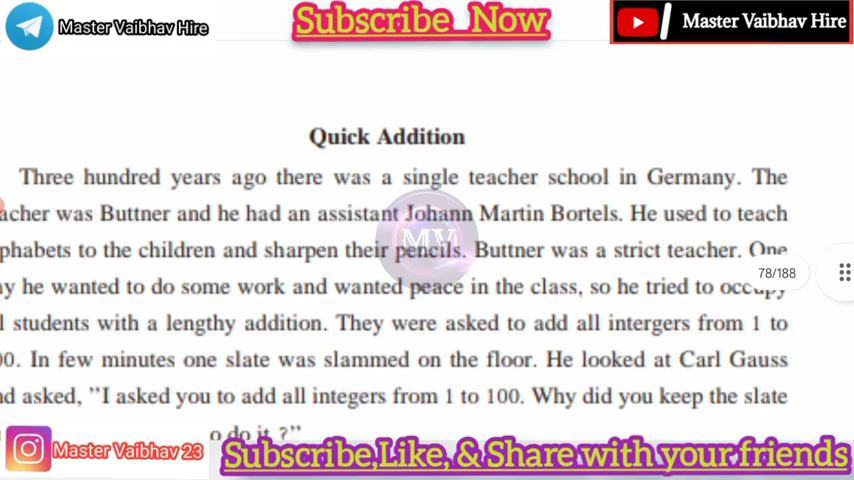 Master Vaibhav Hire
Subscribe Now
Master Vaibhav Hire
Quick Addition
Three hundred years ago there was a single teacher school in Germany. The
acher was Buttner and he had an assistant Johann Martin Bortels. He used to teach
phabets to the children and sharpen their pencils. Buttner was a strict teacher. One
ay he wanted to do some work and wanted peace in the class, so he tried to occupy
l students with a lengthy addition. They were asked to add all intergers from 1 to
00. In few minutes one slate was slammed on the floor. He looked at Carl Gauss
nd asked, "I asked you to add all integers from 1 to 100. Why did you keep the slate
o do it ?"
MV
78/188
Master Vaibhav 23
Subscribe,Like, & Share with your friends